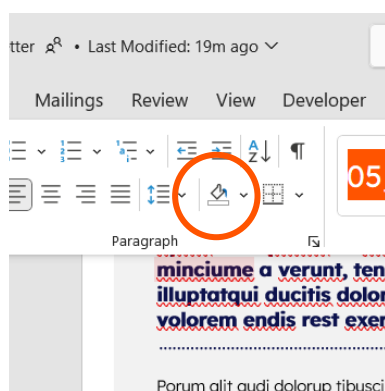 tter • Last Modified: 19m ago
Mailings Review View Developer
Paragraph
05
minciume a verunt, ten
illuptatqui ducitis dolor
volorem endis rest exer
Porum alit qudi dolorup tibusci